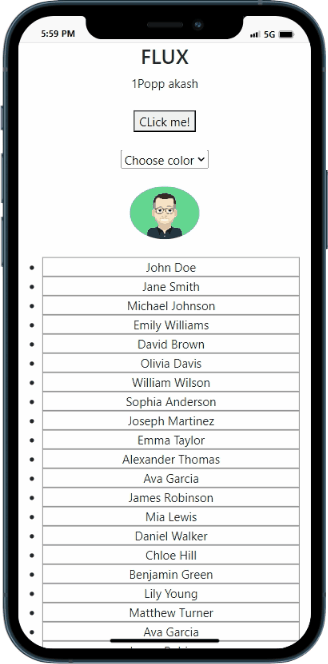 5:59 PM 5G
FLUX
1Popp akash
CLick me!
Choose color
John Doe
Jane Smith
Michael Johnson
Emily Williams
David Brown
Olivia Davis
William Wilson
Sophia Anderson
Joseph Martinez
Emma Taylor
Alexander Thomas
Ava Garcia
James Robinson
Mia Lewis
Daniel Walker
Chloe Hill
Benjamin Green
Lily Young
Matthew Turner
Ava Garcia